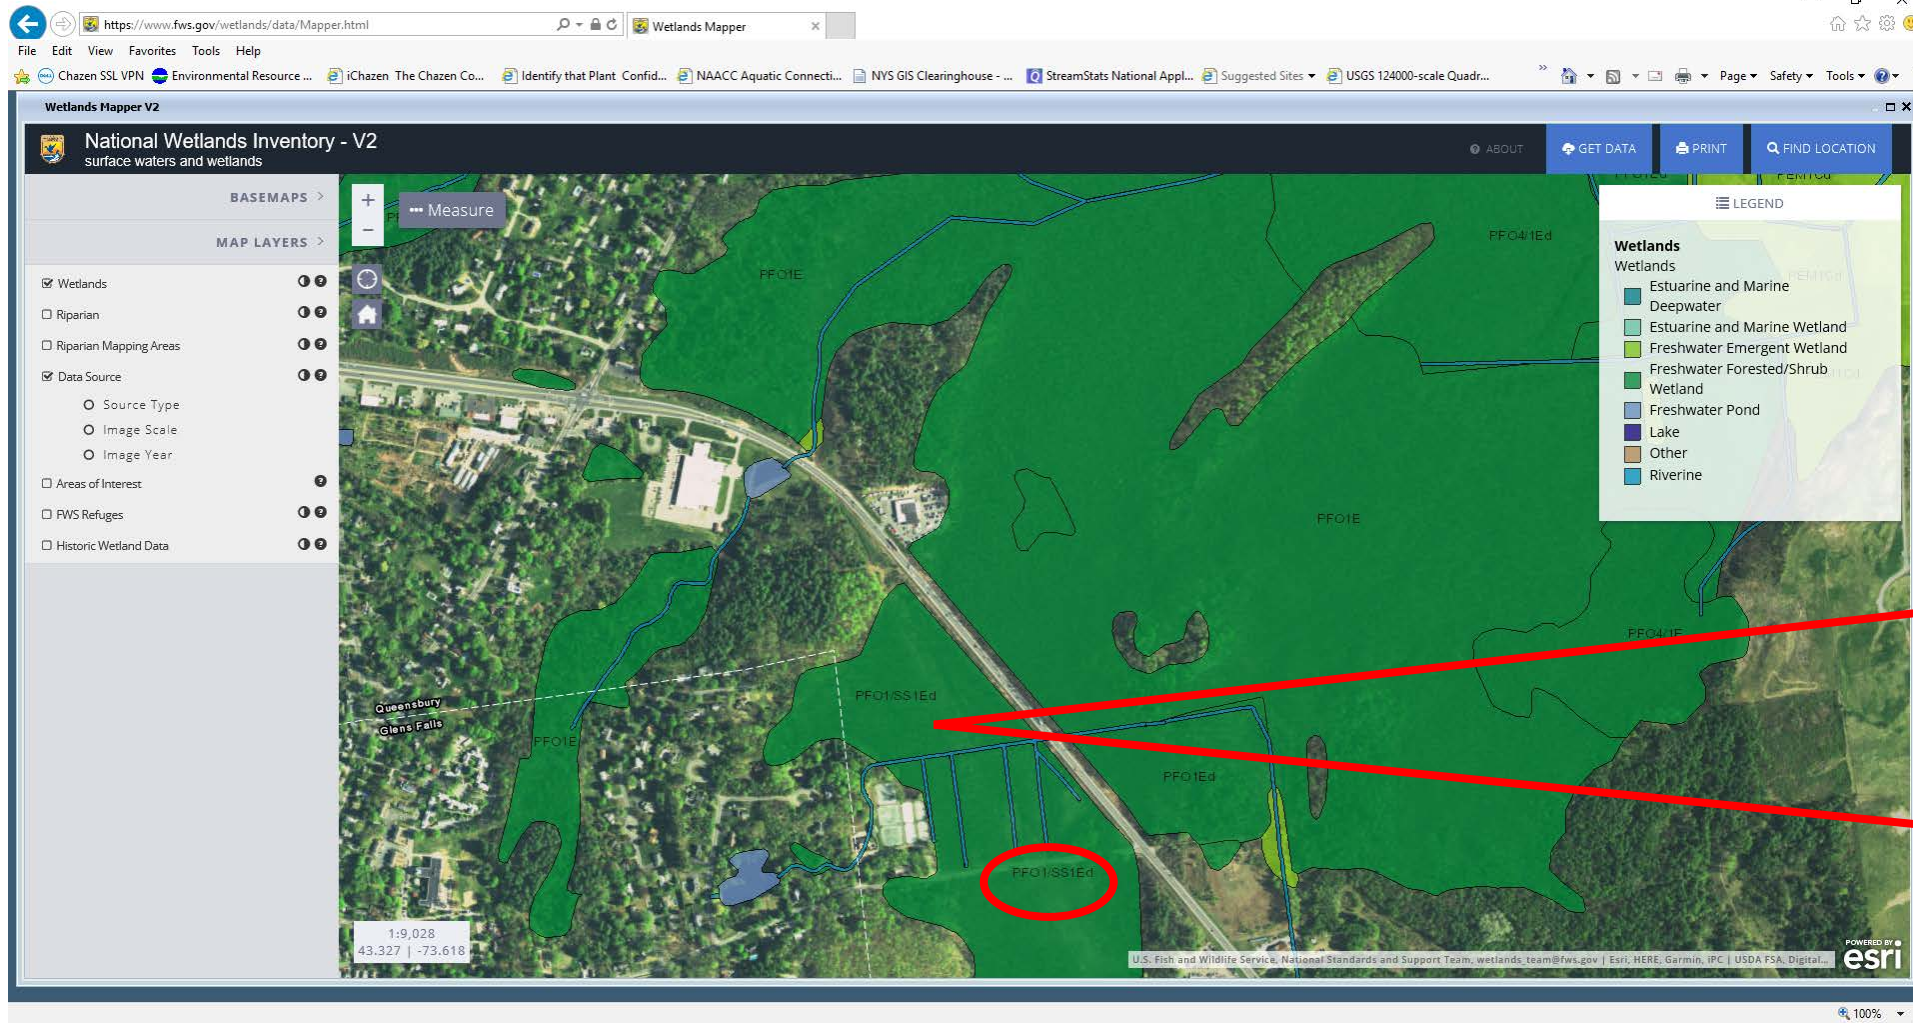 https://www.fws.gov/wetlands/data/Mapper.html
Wetlands Mapper
File Edit View Favorites Tools Help
Chazen SSL VPN Environmental Resource ... iChazen The Chazen Co... Identify that Plant Confid... NAACC Aquatic Connecti... NYS GIS Clearinghouse - ... StreamStats National Appl... Suggested Sites USGS 124000-scale Quadr... Page Safety Tools
Wetlands Mapper V2
National Wetlands Inventory - V2
surface waters and wetlands
ABOUT
GET DATA
PRINT
FIND LOCATION
BASEMAPS
MAP LAYERS
Wetlands
Riparian
Riparian Mapping Areas
Data Source
Source Type
Image Scale
Image Year
Areas of Interest
FWS Refuges
Historic Wetland Data
+
−
Measure
LEGEND
Wetlands
Wetlands
Estuarine and Marine
Deepwater
Estuarine and Marine Wetland
Freshwater Emergent Wetland
Freshwater Forested/Shrub
Wetland
Freshwater Pond
Lake
Other
Riverine
PEM1Cd
PFO4/1Ed
PFO1E
PEM1Cd
PFO1E
PFO4/1E
PFO1/SS1Ed
Queensbury
Glens Falls
PFO1E
PFO1Ed
PFO1/SS1Ed
1:9,028
43.327 | -73.618
U.S. Fish and Wildlife Service, National Standards and Support Team, wetlands_team@fws.gov | Esri, HERE, Garmin, iPC | USDA FSA, Digital...
POWERED BY
esri
100%